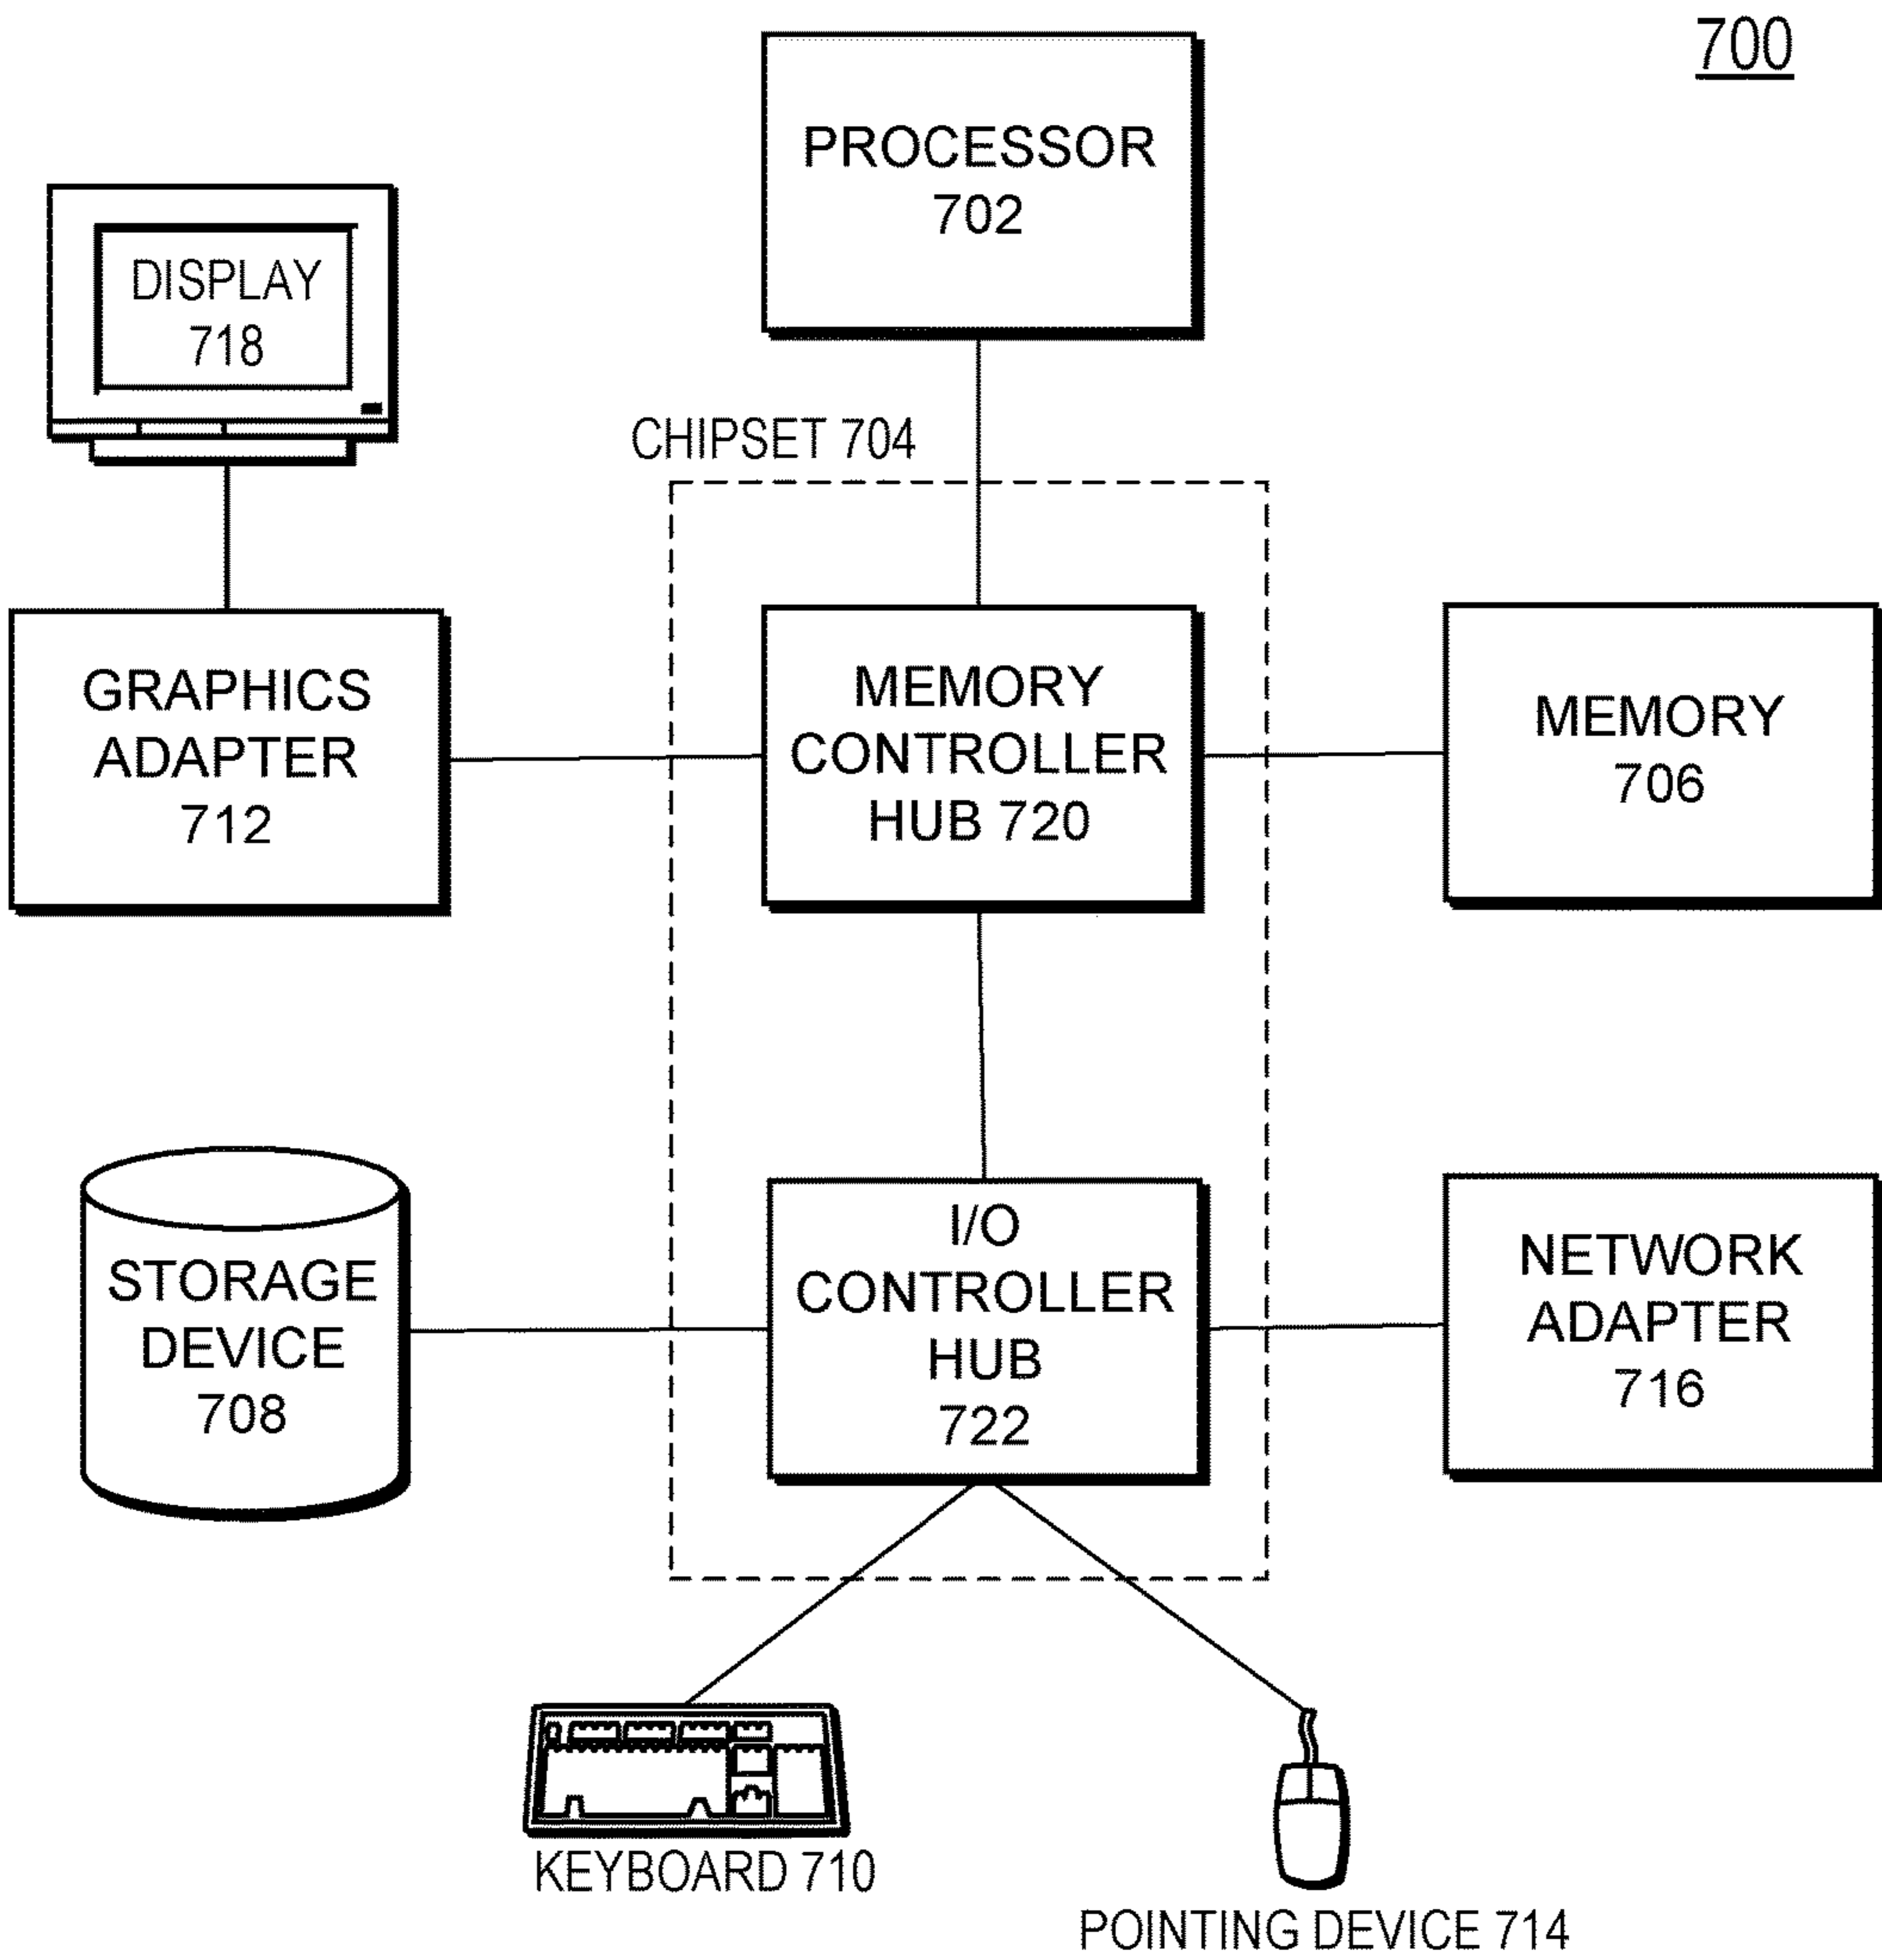 700
PROCESSOR
702
DISPLAY
718
CHIPSET 704
GRAPHICS
ADAPTER
712
MEMORY
CONTROLLER
HUB 720
MEMORY
706
STORAGE
DEVICE
708
I/O
CONTROLLER
HUB
722
NETWORK
ADAPTER
716
KEYBOARD 710
POINTING DEVICE 714